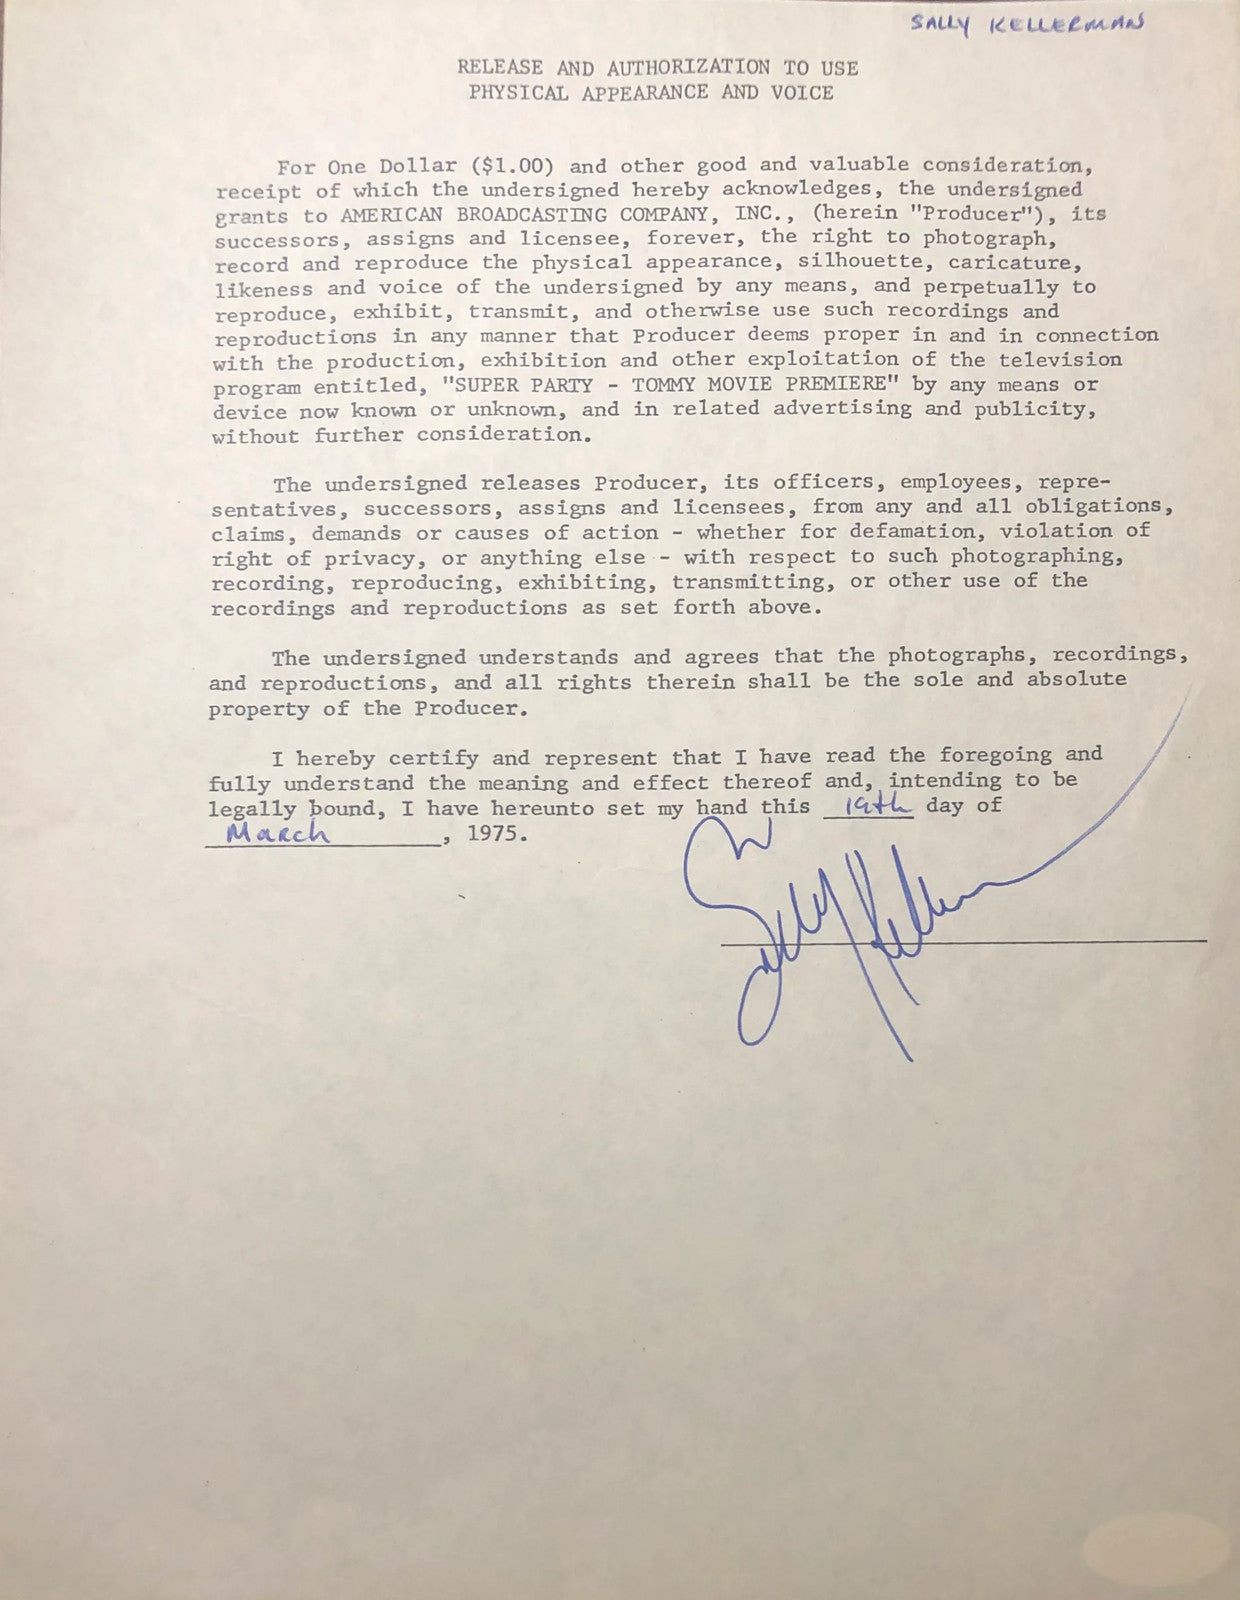 SALLY KELLERMAN
RELEASE AND AUTHORIZATION TO USE
PHYSICAL APPEARANCE AND VOICE
For One Dollar ($1.00) and other good and valuable consideration,
receipt of which the undersigned hereby acknowledges, the undersigned
grants to AMERICAN BROADCASTING COMPANY, INC., (herein "Producer"), its
successors, assigns and licensee, forever, the right to photograph,
record and reproduce the physical appearance, silhouette, caricature,
likeness and voice of the undersigned by any means, and perpetually to
reproduce, exhibit, transmit, and otherwise use such recordings and
reproductions in any manner that Producer deems proper in and in connection
with the production, exhibition and other exploitation of the television
program entitled, "SUPER PARTY - TOMMY MOVIE PREMIERE" by any means or
device now known or unknown, and in related advertising and publicity,
without further consideration.
The undersigned releases Producer, its officers, employees, repre-
sentatives, successors, assigns and licensees, from any and all obligations,
claims, demands or causes of action - whether for defamation, violation of
right of privacy, or anything else - with respect to such photographing,
recording, reproducing, exhibiting, transmitting, or other use of the
recordings and reproductions as set forth above.
The undersigned understands and agrees that the photographs, recordings,
and reproductions, and all rights therein shall be the sole and absolute
property of the Producer.
I hereby certify and represent that I have read the foregoing and
fully understand the meaning and effect thereof and, intending to be
legally bound, I have hereunto set my hand this 19th day of
March, 1975.
Sally Kellerman